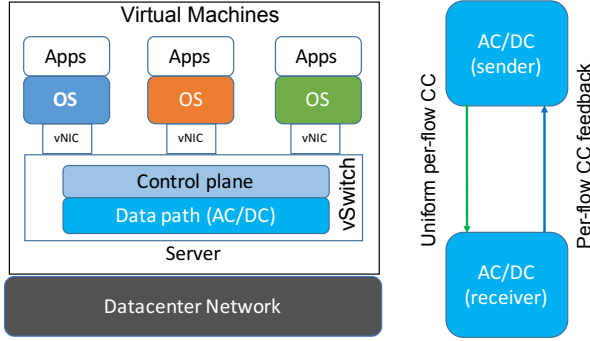 Virtual Machines
Apps
Apps
Apps
OS
OS
OS
vNIC
vNIC
vNIC
Control plane
Data path (AC/DC)
vSwitch
Server
Datacenter Network
AC/DC
(sender)
Uniform per-flow CC
Per-flow CC feedback
AC/DC
(receiver)